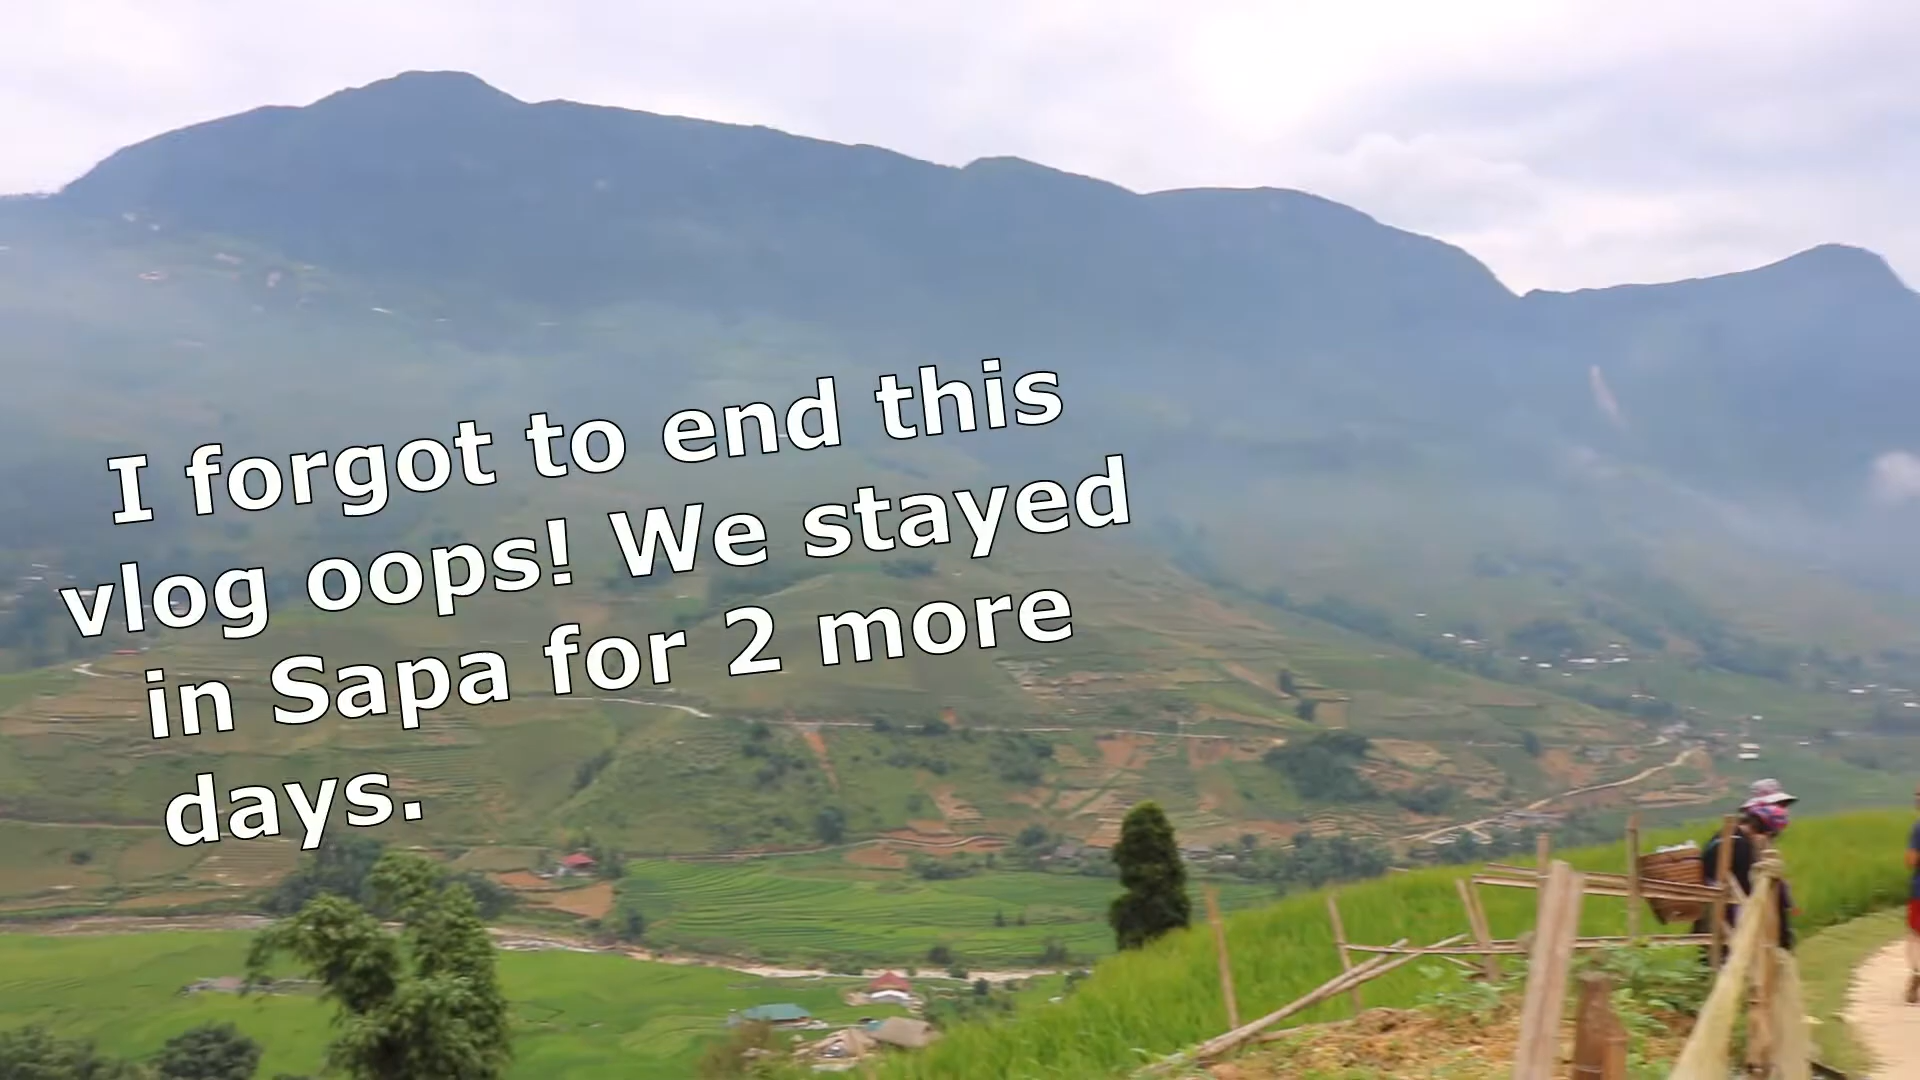 I forgot to end this
vlog oops! We stayed
in Sapa for 2 more
days.